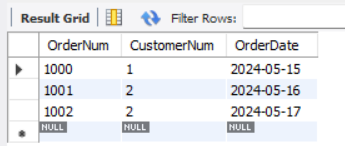 Result Grid Filter Rows:
OrderNum CustomerNum OrderDate
1000 1 2024-05-15
1001 2 2024-05-16
1002 2 2024-05-17
NULL NULL NULL